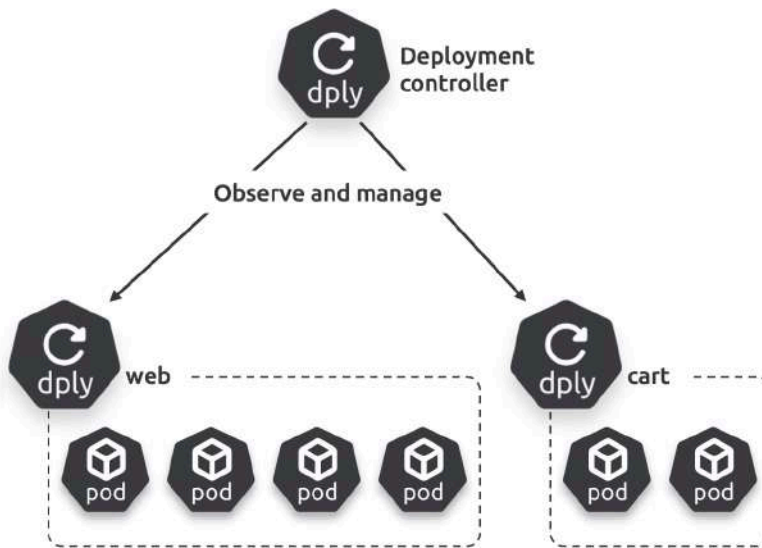 dply
Deployment
controller
Observe and manage
dply
web
dply
cart
pod
pod
pod
pod
pod
pod